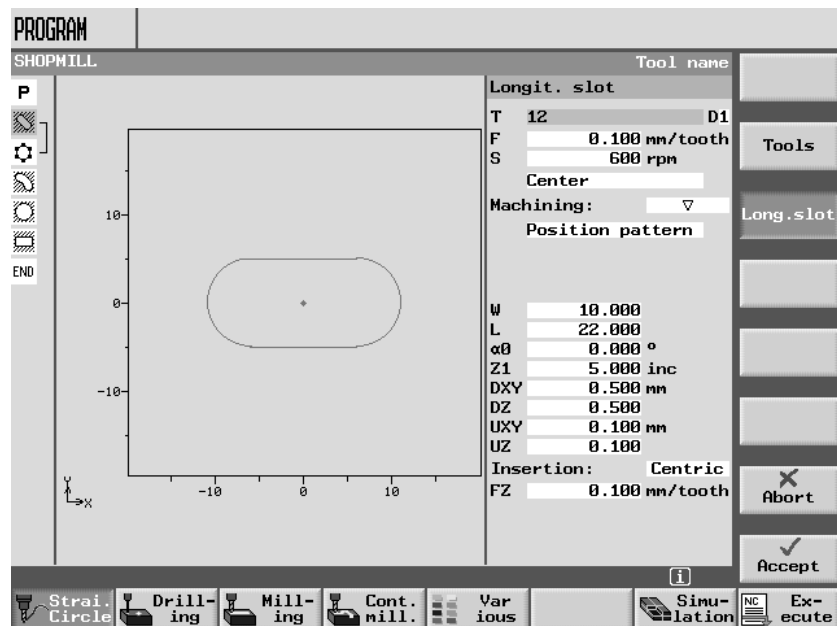 PROGRAM
SHOPMILL
Tool name
P
END
10
0
-10
-10
0
10
Y
X
Longit. slot
T 12 D1
F 0.100 mm/tooth
S 600 rpm
Center
Machining: ▽
Position pattern
W 10.000
L 22.000
α0 0.000 °
Z1 5.000 inc
DXY 0.500 mm
DZ 0.500
UXY 0.100 mm
UZ 0.100
Insertion: Centric
FZ 0.100 mm/tooth
i
Tools
Long.slot
Abort
Accept
Strai.
Circle
Drill-
ing
Mill-
ing
Cont.
mill.
Var
ious
Simu-
lation
NC
Ex-
ecute